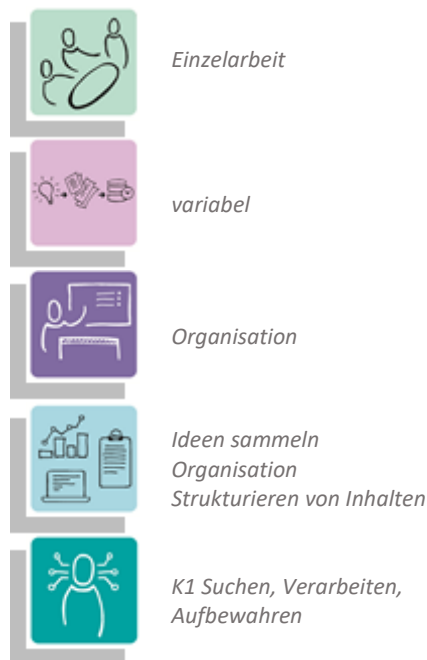 Einzelarbeit
variabel
Organisation
Ideen sammeln
Organisation
Strukturieren von Inhalten
K1 Suchen, Verarbeiten,
Aufbewahren